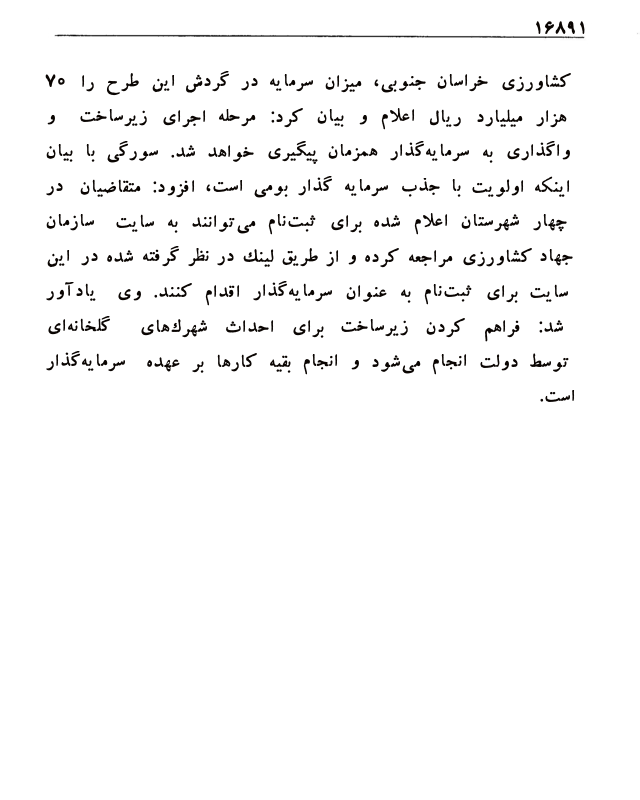 ۱۶۸۹۱
کشاورزی خراسان جنوبی، میزان سرمایه در گردش این طرح را ۷۰
هزار میلیارد ریال اعلام و بیان کرد: مرحله اجرای زیرساخت و
واگذاری به سرمایه‌گذار همزمان پیگیری خواهد شد. سورگی با بیان
اینکه اولویت با جذب سرمایه گذار بومی است، افزود: متقاضیان در
چهار شهرستان اعلام شده برای ثبت‌نام می‌توانند به سایت سازمان
جهاد کشاورزی مراجعه کرده و از طریق لینك در نظر گرفته شده در این
سایت برای ثبت‌نام به عنوان سرمایه‌گذار اقدام کنند. وی یادآور
شد: فراهم کردن زیرساخت برای احداث شهرك‌های گلخانه‌ای
توسط دولت انجام می‌شود و انجام بقیه کارها بر عهده سرمایه‌گذار
است.